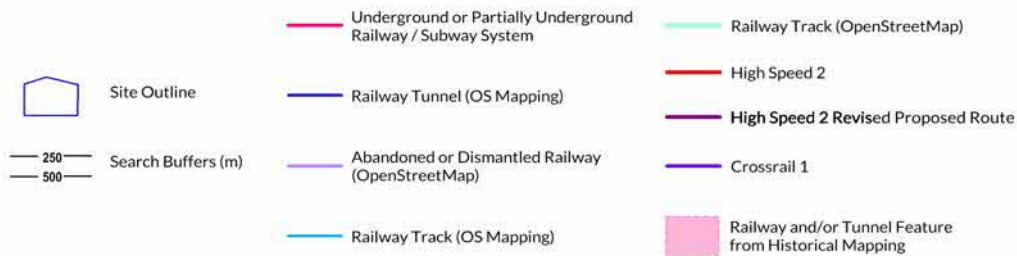 Site Outline
250
500
Search Buffers (m)
Underground or Partially Underground
Railway / Subway System
Railway Tunnel (OS Mapping)
Abandoned or Dismantled Railway
(OpenStreetMap)
Railway Track (OS Mapping)
Railway Track (OpenStreetMap)
High Speed 2
High Speed 2 Revised Proposed Route
Crossrail 1
Railway and/or Tunnel Feature
from Historical Mapping